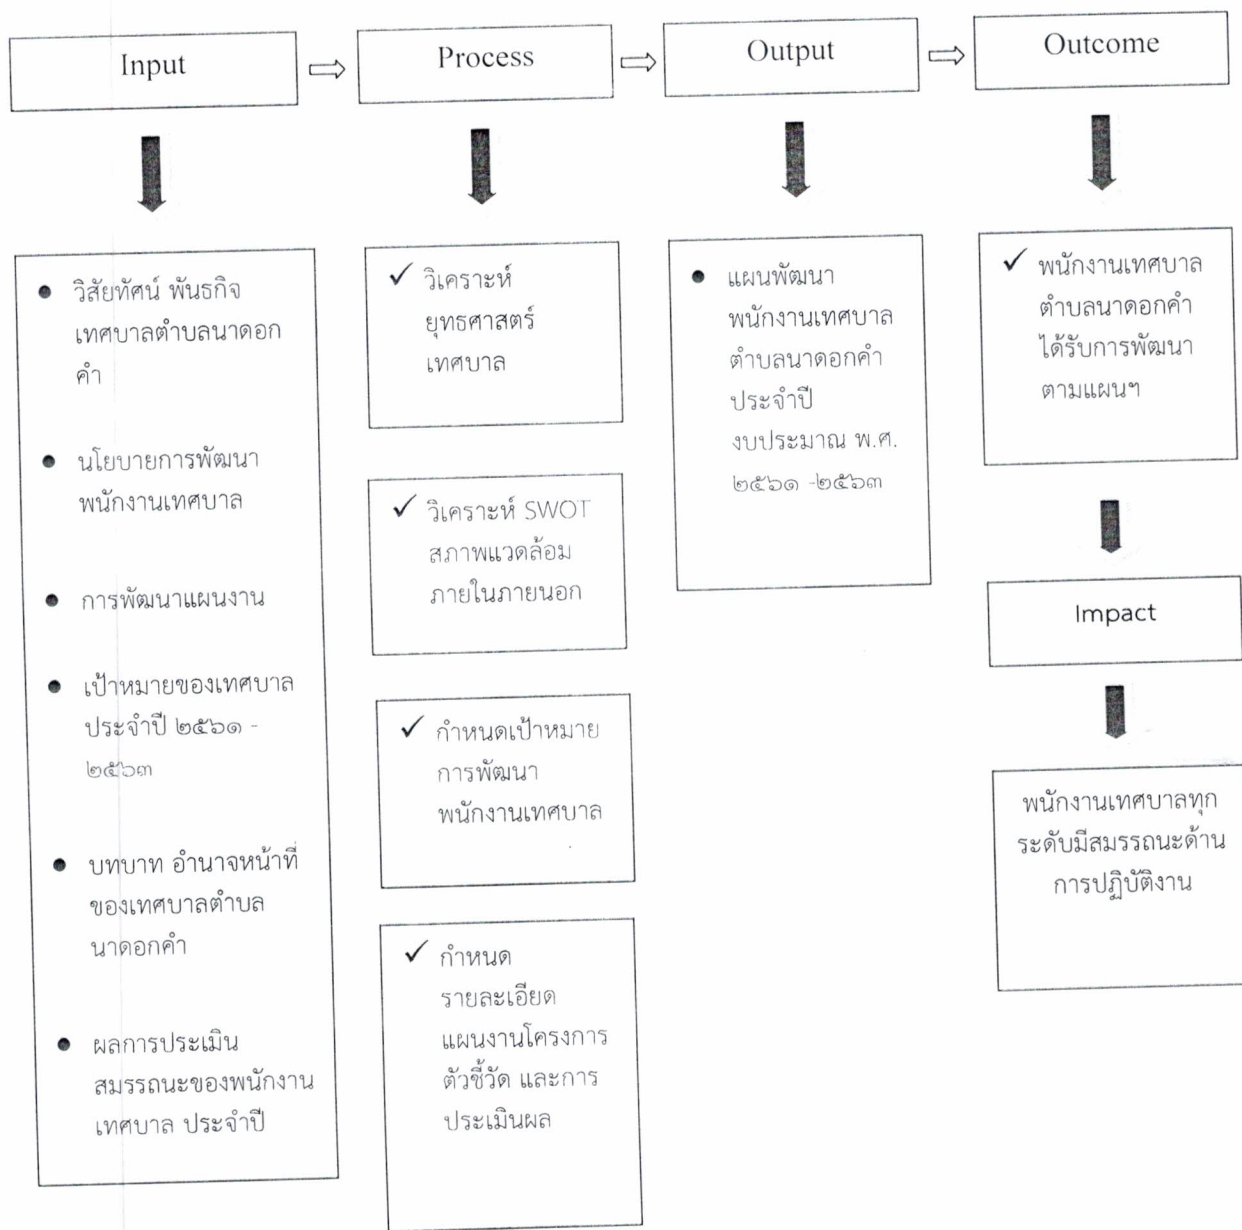 Input
Process
Output
Outcome
วิสัยทัศน์ พันธกิจ
เทศบาลตำบลนาดอก
คำ
นโยบายการพัฒนา
พนักงานเทศบาล
การพัฒนาแผนงาน
เป้าหมายของเทศบาล
ประจำปี ๒๕๖๑ -
๒๕๖๓
บทบาท อำนาจหน้าที่
ของเทศบาลตำบล
นาดอกคำ
ผลการประเมิน
สมรรถนะของพนักงาน
เทศบาล ประจำปี
✓ วิเคราะห์
ยุทธศาสตร์
เทศบาล
✓ วิเคราะห์ SWOT
สภาพแวดล้อม
ภายในภายนอก
✓ กำหนดเป้าหมาย
การพัฒนา
พนักงานเทศบาล
✓ กำหนด
รายละเอียด
แผนงานโครงการ
ตัวชี้วัด และการ
ประเมินผล
แผนพัฒนา
พนักงานเทศบาล
ตำบลนาดอกคำ
ประจำปี
งบประมาณ พ.ศ.
๒๕๖๑ -๒๕๖๓
✓ พนักงานเทศบาล
ตำบลนาดอกคำ
ได้รับการพัฒนา
ตามแผนฯ
Impact
พนักงานเทศบาลทุก
ระดับมีสมรรถนะด้าน
การปฏิบัติงาน